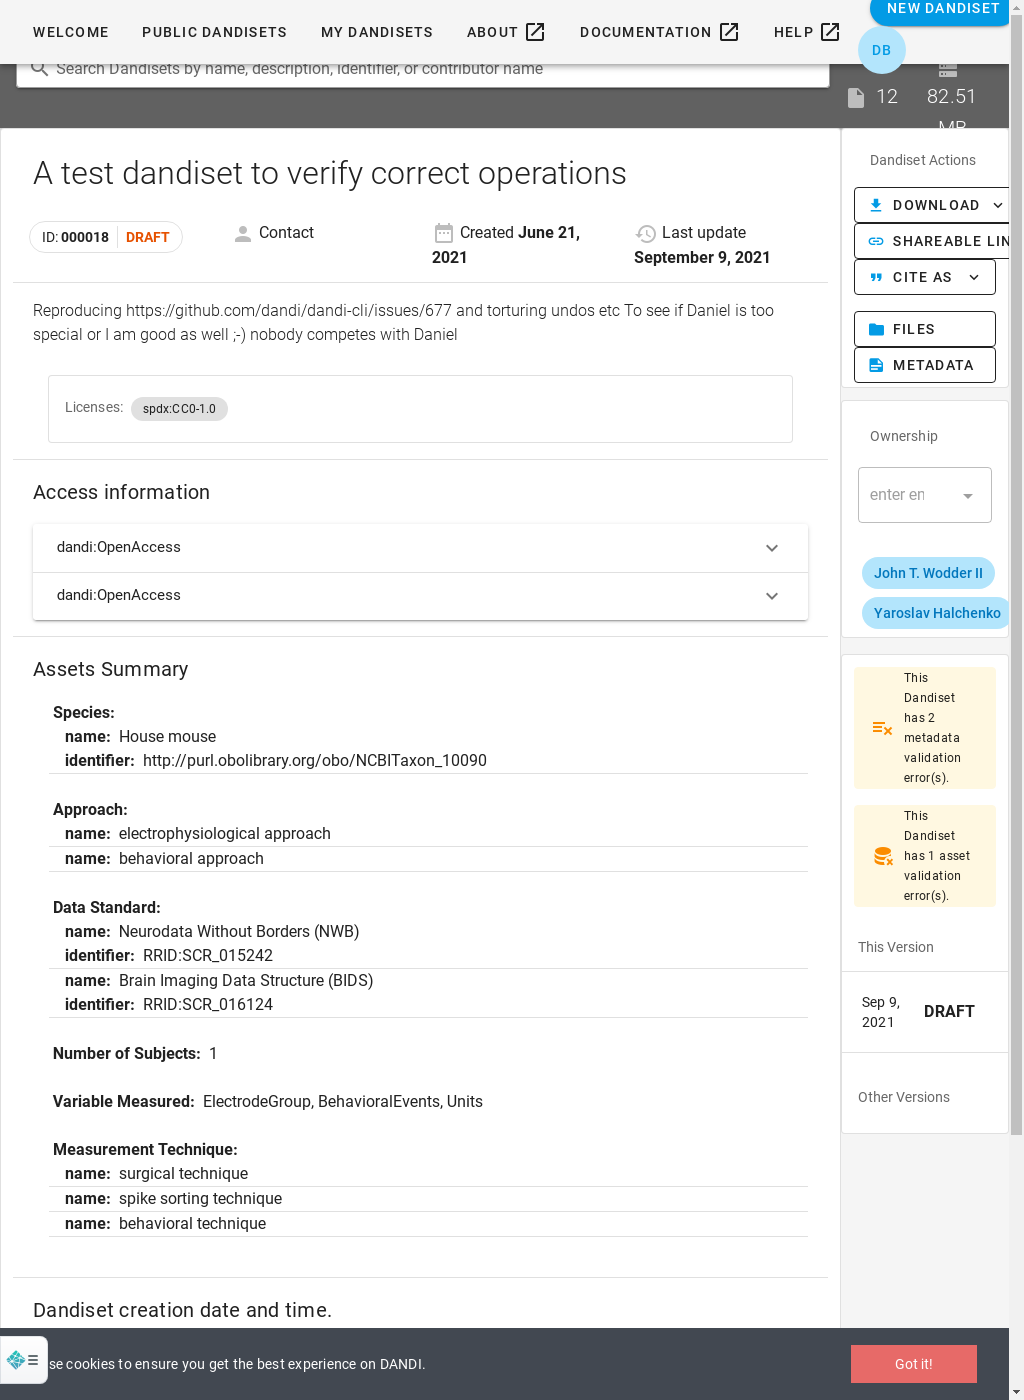 WELCOME PUBLIC DANDISETS MY DANDISETS ABOUT DOCUMENTATION HELP NEW DANDISET
DB
Search Dandisets by name, description, identifier, or contributor name
12 82.51
MB
A test dandiset to verify correct operations
ID: 000018 DRAFT
Contact
Created June 21,
2021
Last update
September 9, 2021
Reproducing https://github.com/dandi/dandi-cli/issues/677 and torturing undos etc To see if Daniel is too
special or I am good as well ;-) nobody competes with Daniel
Licenses: spdx:CC0-1.0
Access information
dandi:OpenAccess
dandi:OpenAccess
Assets Summary
Species:
name: House mouse
identifier: http://purl.obolibrary.org/obo/NCBITaxon_10090
Approach:
name: electrophysiological approach
name: behavioral approach
Data Standard:
name: Neurodata Without Borders (NWB)
identifier: RRID:SCR_015242
name: Brain Imaging Data Structure (BIDS)
identifier: RRID:SCR_016124
Number of Subjects: 1
Variable Measured: ElectrodeGroup, BehavioralEvents, Units
Measurement Technique:
name: surgical technique
name: spike sorting technique
name: behavioral technique
Dandiset creation date and time.
Dandiset Actions
DOWNLOAD
SHAREABLE LIN
CITE AS
FILES
METADATA
Ownership
enter en
John T. Wodder II
Yaroslav Halchenko
This
Dandiset
has 2
metadata
validation
error(s).
This
Dandiset
has 1 asset
validation
error(s).
This Version
Sep 9,
2021
DRAFT
Other Versions
se cookies to ensure you get the best experience on DANDI.
Got it!